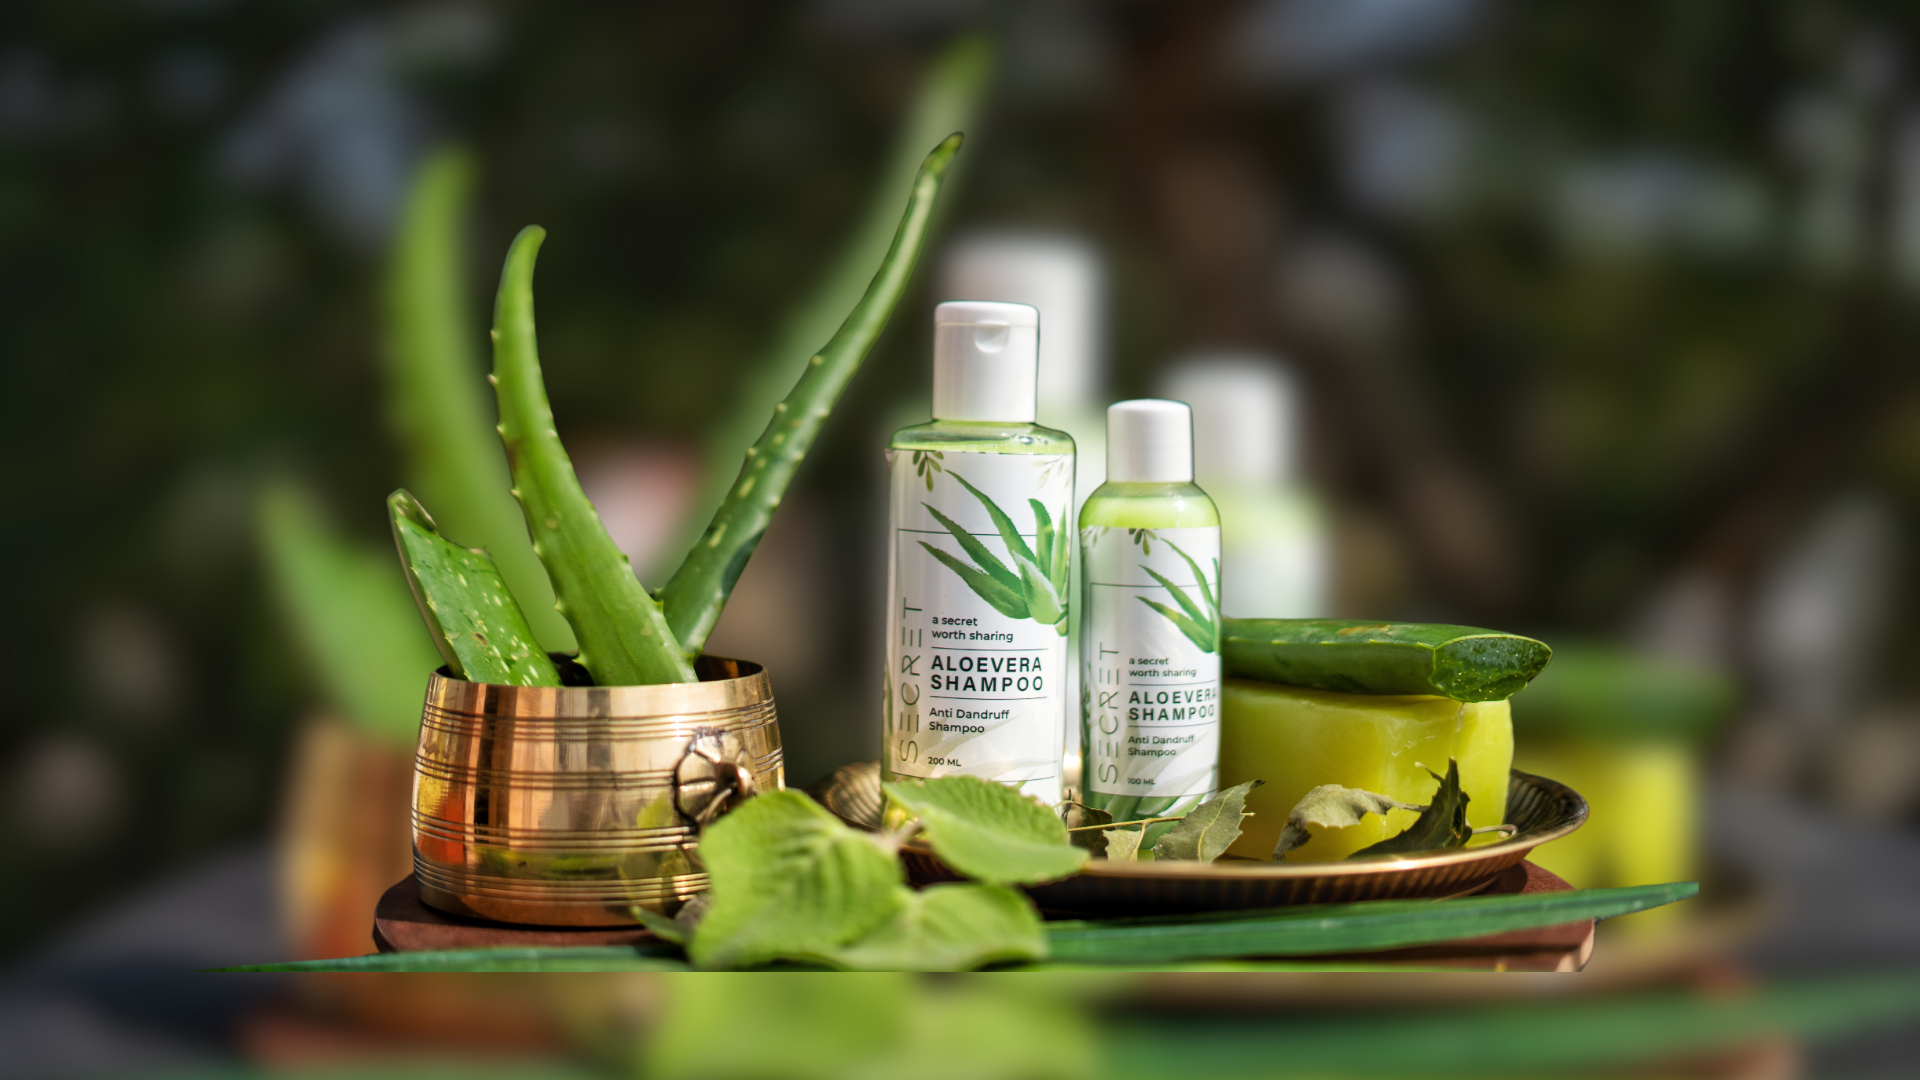 SECRET
a secret
worth sharing
ALOEVERA
SHAMPOO
Anti Dandruff
Shampoo
200 ML
SECRET
a secret
worth sharing
ALOEVERA
SHAMPOO
Anti Dandruff
Shampoo
100 ML